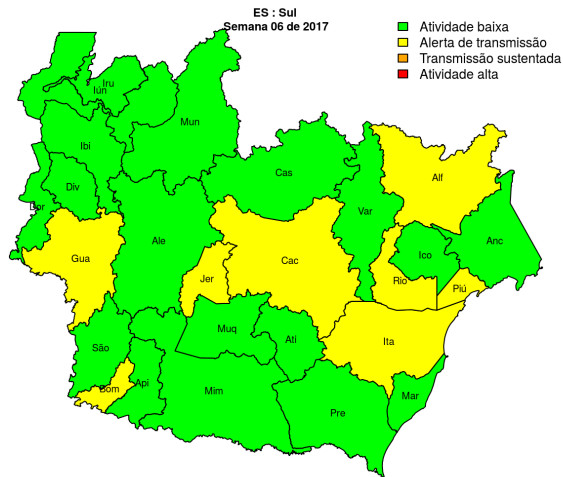 ES : Sul
Semana 06 de 2017
Atividade baixa
Alerta de transmissão
Transmissão sustentada
Atividade alta
Iru
Iún
Mun
Ibi
Cas
Alf
Div
Dor
Var
Ale
Anc
Gua
Ico
Cac
Jer
Rio
Piú
Muq
Ati
Ita
São
Bom
Api
Mim
Mar
Pre